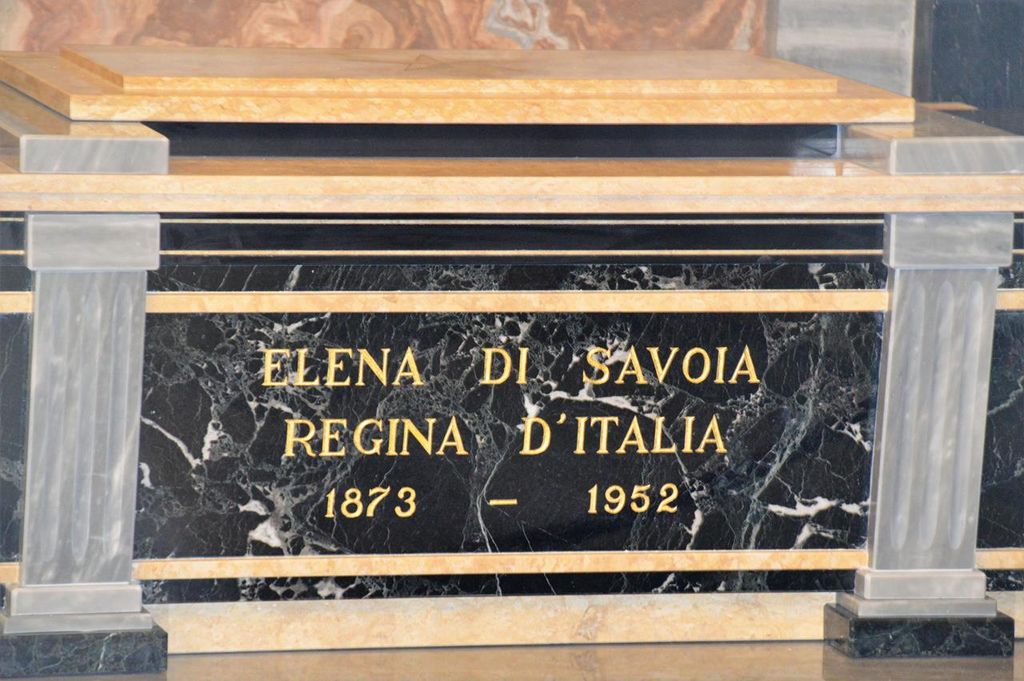 ELENA DI SAVOIA
REGINA D'ITALIA
1873 – 1952